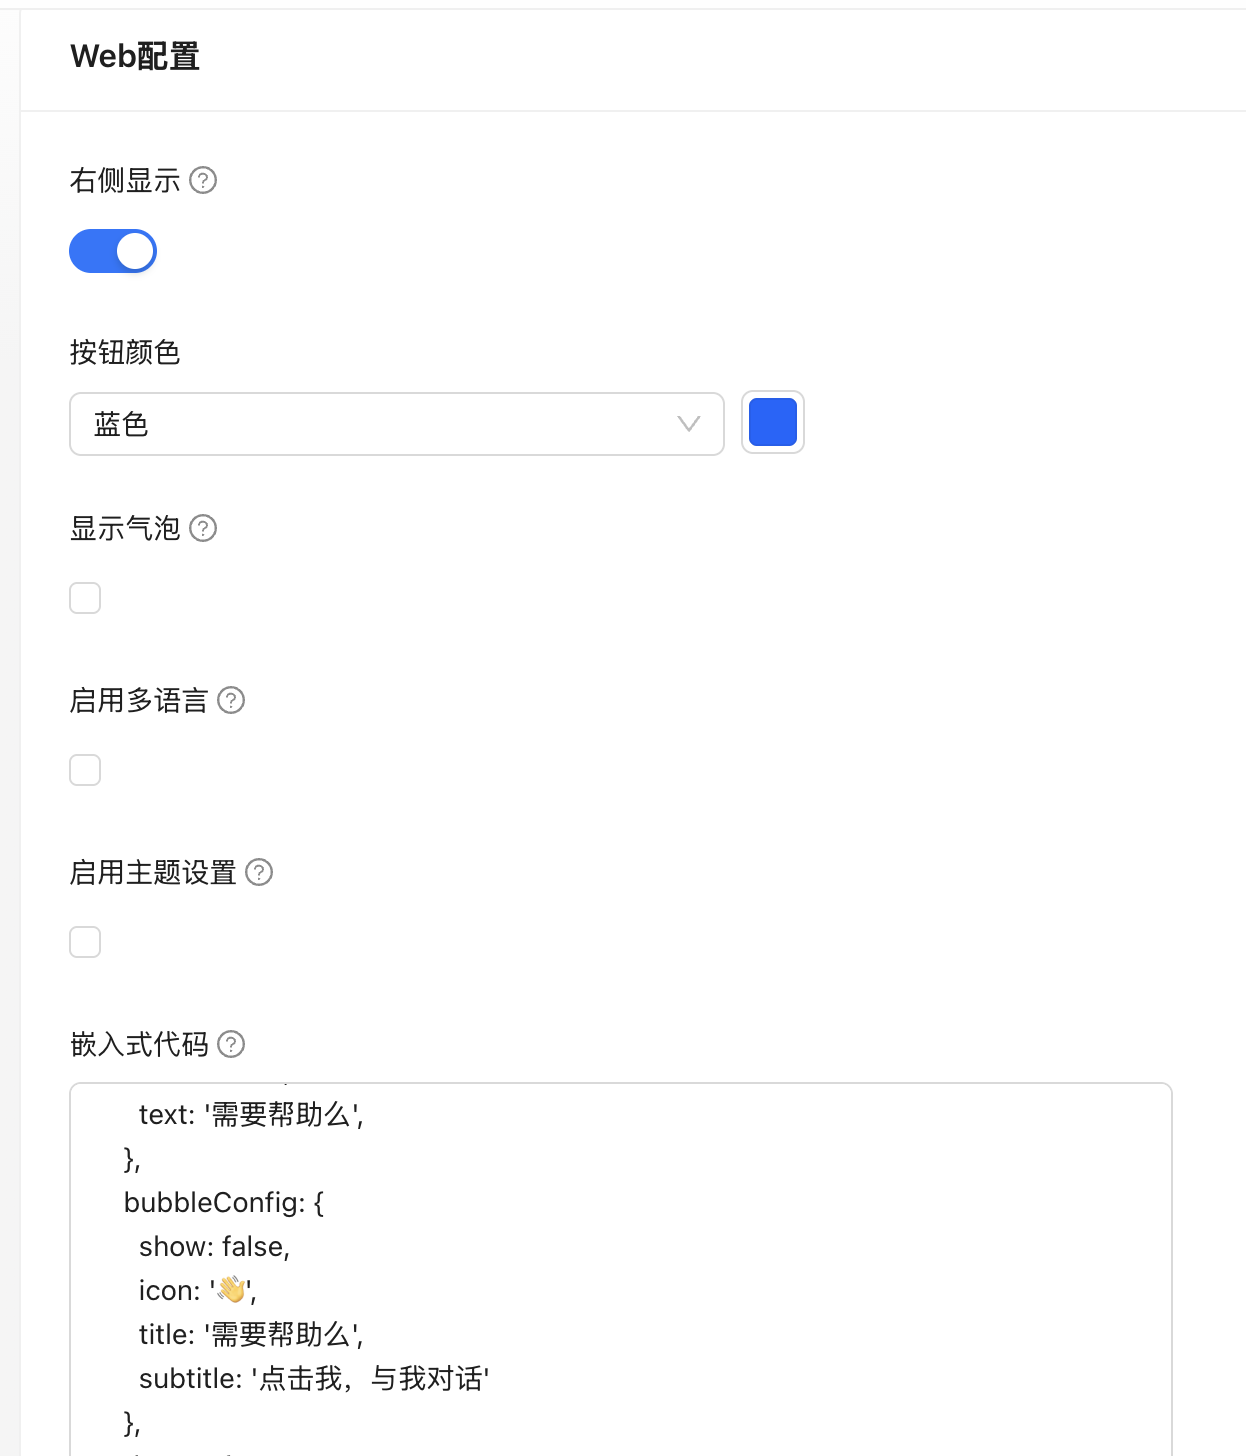 Web配置
右侧显示
按钮颜色
蓝色
显示气泡
启用多语言
启用主题设置
嵌入式代码
text: '需要帮助么',
},
bubbleConfig: {
show: false,
icon: '👋',
title: '需要帮助么',
subtitle: '点击我，与我对话'
},